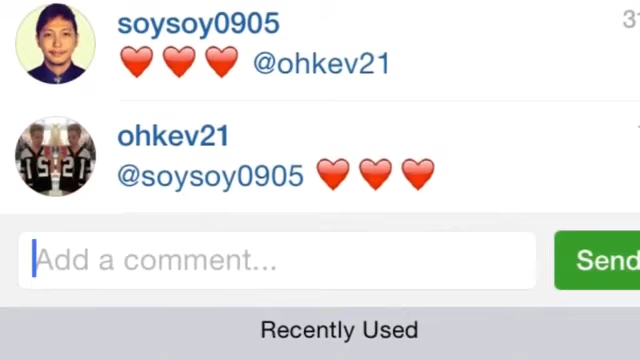 soysoy0905
❤️❤️❤️ @ohkev21
ohkev21
@soysoy0905 ❤️❤️❤️
Add a comment...
Send
Recently Used